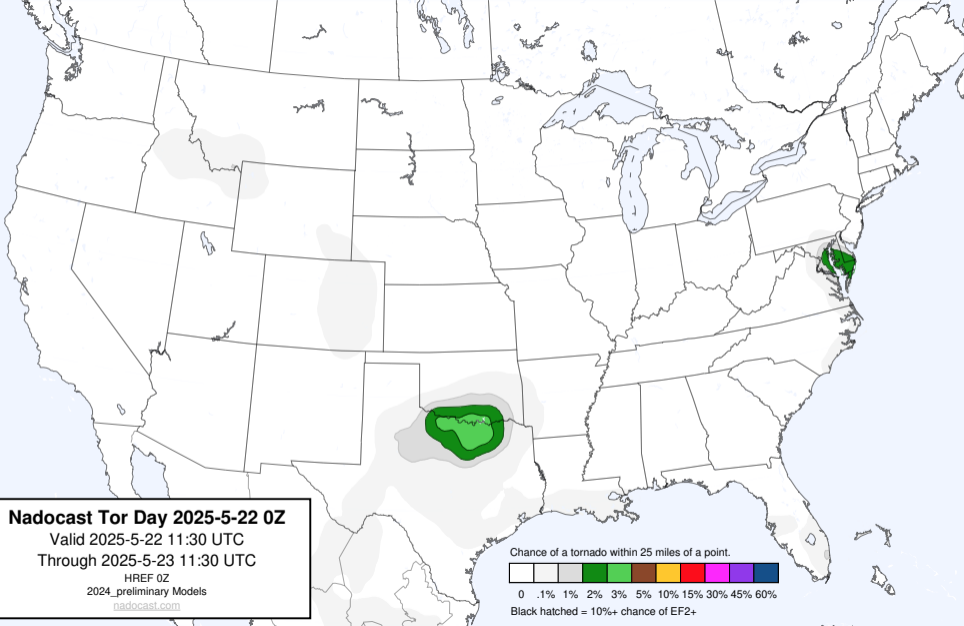 Nadocast Tor Day 2025-5-22 0Z
Valid 2025-5-22 11:30 UTC
Through 2025-5-23 11:30 UTC
HREF 0Z
2024_preliminary Models
nadocast.com
Chance of a tornado within 25 miles of a point.
0 .1% 1% 2% 3% 5% 10% 15% 30% 45% 60%
Black hatched = 10%+ chance of EF2+